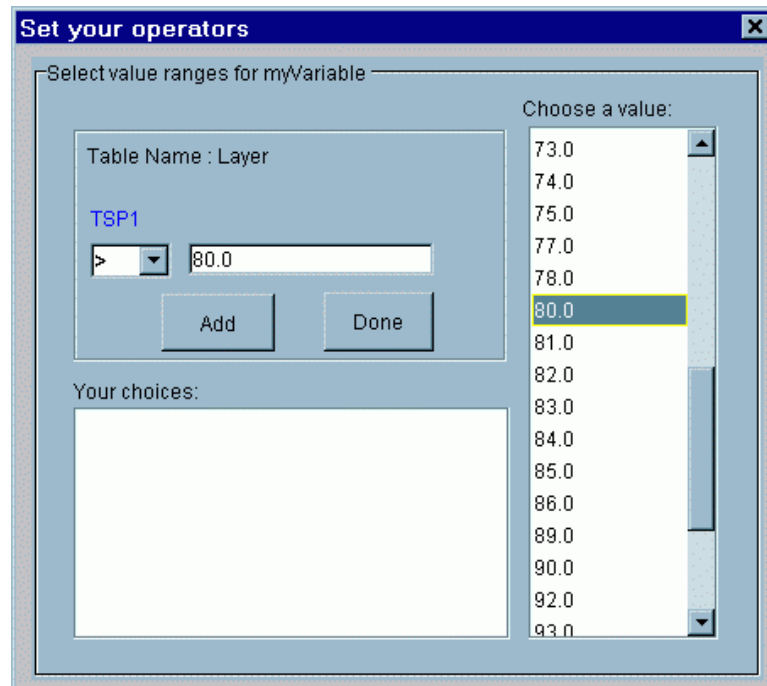 Set your operators
Select value ranges for myVariable
Choose a value:
Table Name : Layer
TSP1
> 80.0
Add Done
Your choices:
73.0
74.0
75.0
77.0
78.0
80.0
81.0
82.0
83.0
84.0
85.0
86.0
89.0
90.0
92.0
93.0